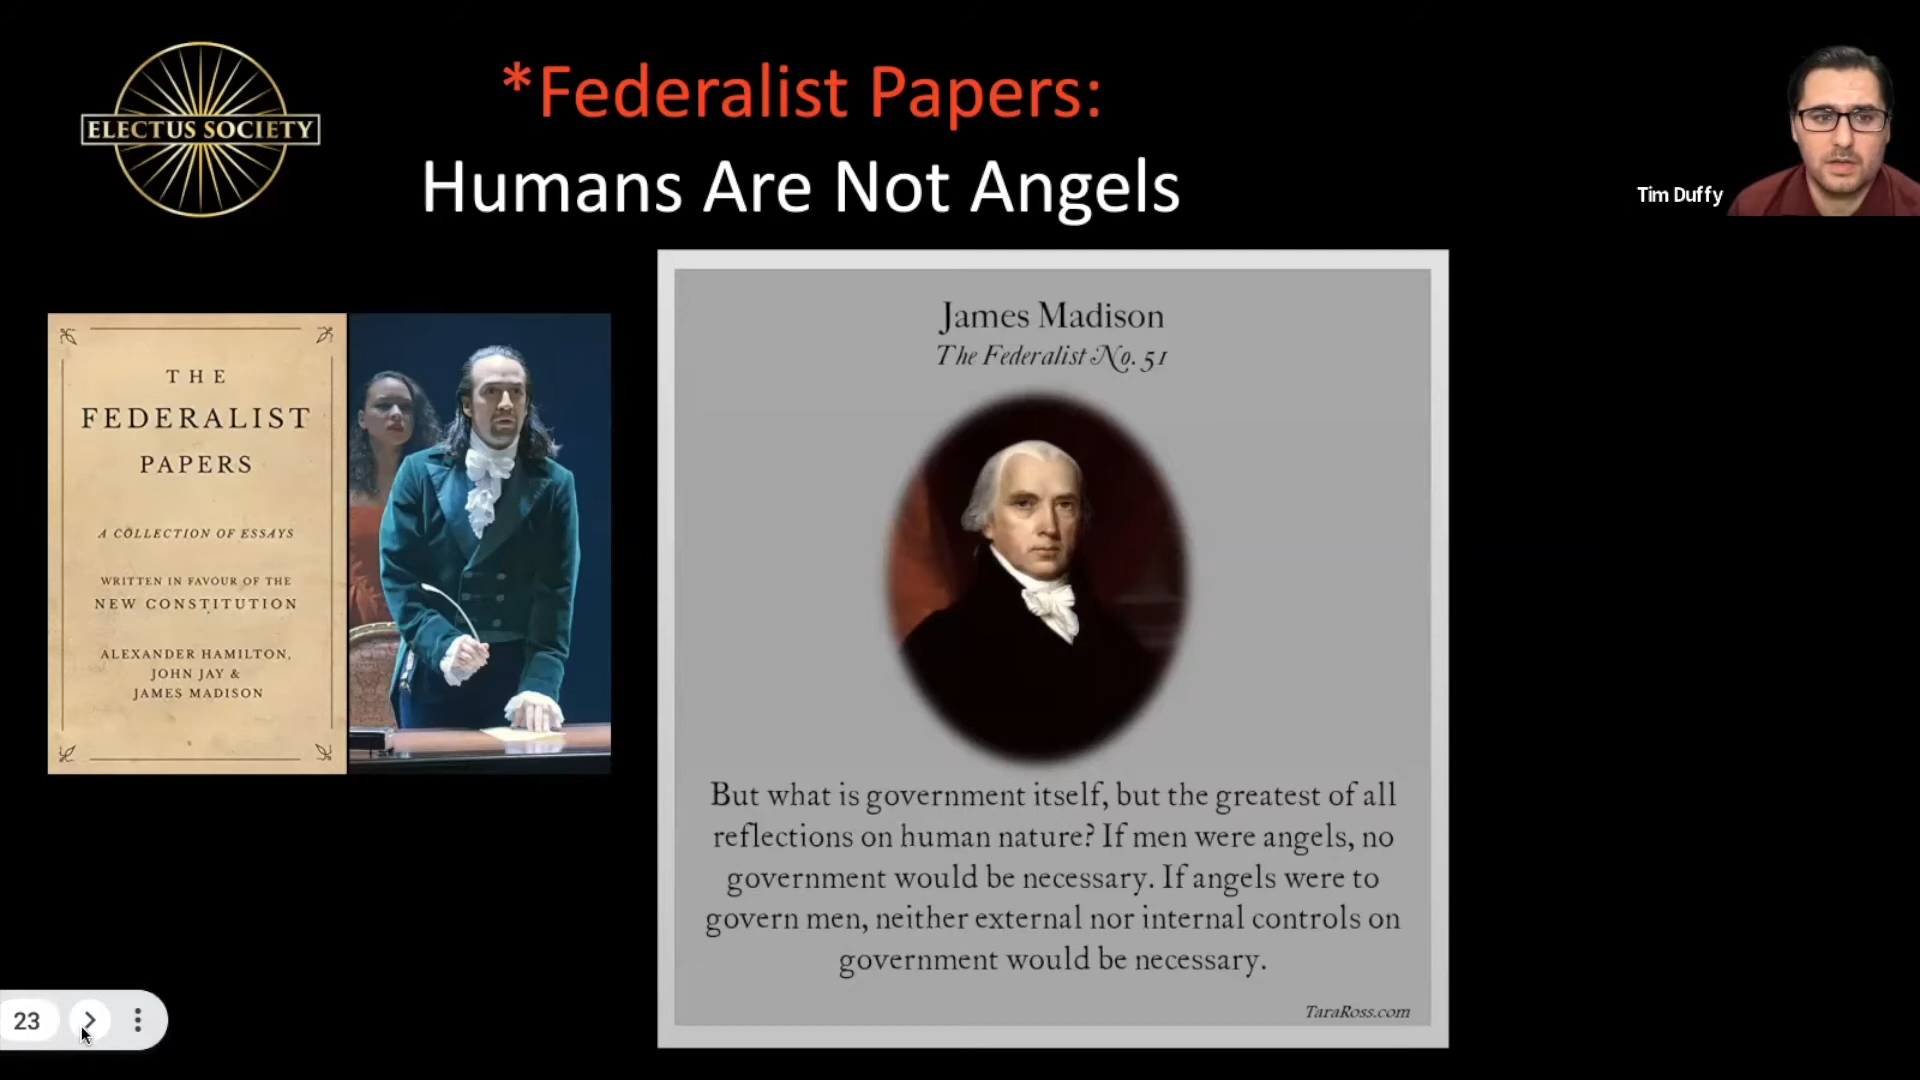 ELECTUS SOCIETY
*Federalist Papers:
Humans Are Not Angels
Tim Duffy
THE
FEDERALIST
PAPERS
A COLLECTION OF ESSAYS
WRITTEN IN FAVOUR OF THE
NEW CONSTITUTION
ALEXANDER HAMILTON,
JOHN JAY &
JAMES MADISON
James Madison
The Federalist No. 51
But what is government itself, but the greatest of all
reflections on human nature? If men were angels, no
government would be necessary. If angels were to
govern men, neither external nor internal controls on
government would be necessary.
TaraRoss.com
23